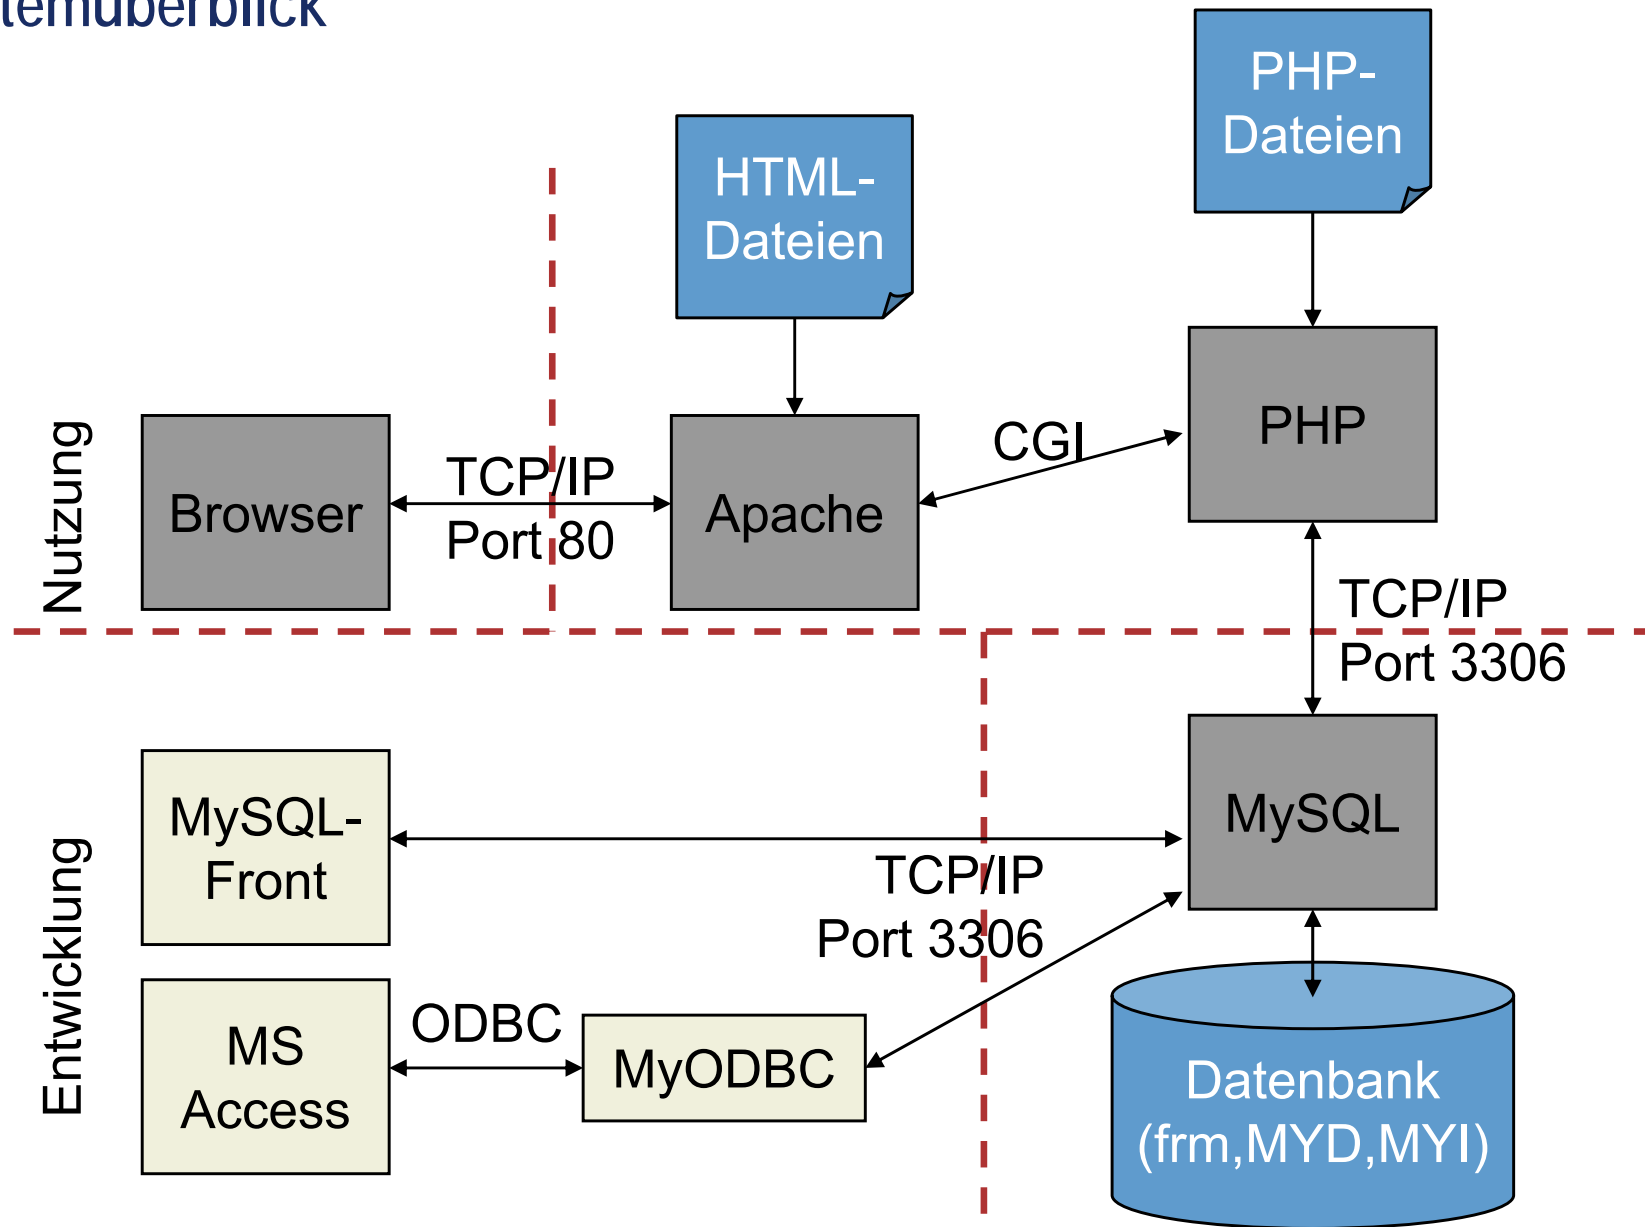 temüberblick
PHP-
Dateien
HTML-
Dateien
Nutzung
Browser
TCP/IP
Port 80
Apache
CGI
PHP
TCP/IP
Port 3306
Entwicklung
MySQL-
Front
TCP/IP
Port 3306
MySQL
MS
Access
ODBC
MyODBC
Datenbank
(frm,MYD,MYI)